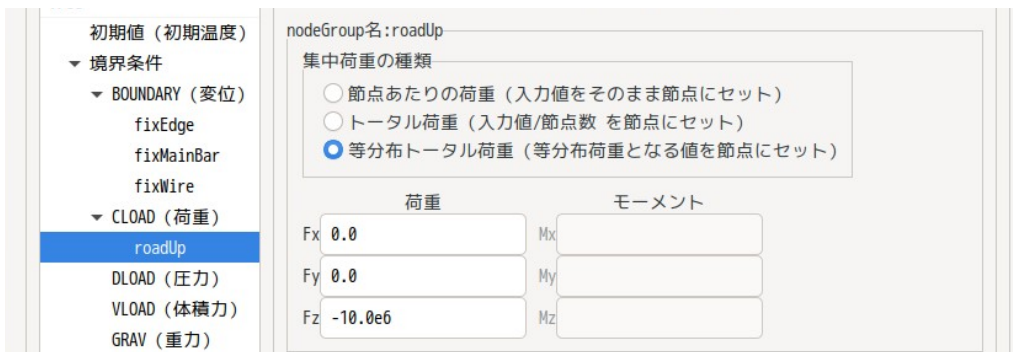 初期値（初期温度）
▼ 境界条件
▼ BOUNDARY（変位）
fixEdge
fixMainBar
fixWire
▼ CLOAD（荷重）
roadUp
DLOAD（圧力）
VLOAD（体積力）
GRAV（重力）
nodeGroup名:roadUp
集中荷重の種類
節点あたりの荷重（入力値をそのまま節点にセット）
トータル荷重（入力値/節点数 を節点にセット）
等分布トータル荷重（等分布荷重となる値を節点にセット）
荷重 モーメント
Fx 0.0 Mx
Fy 0.0 My
Fz -10.0e6 Mz